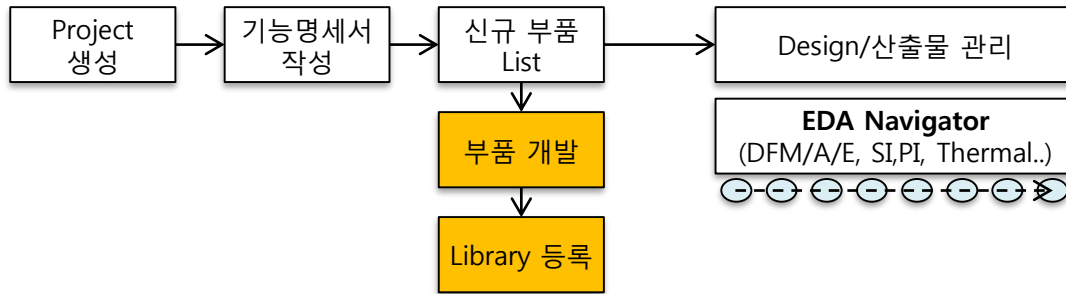 Project
생성
기능명세서
작성
신규 부품
List
Design/산출물 관리
부품 개발
EDA Navigator
(DFM/A/E, SI,PI, Thermal..)
Library 등록